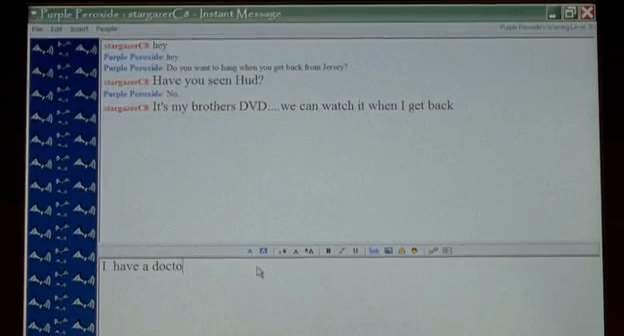 Purple Peroxide : stargazerC8 - Instant Message
File Edit Insert People
stargazerC8: hey
Purple Peroxide: hey
Purple Peroxide: Do you want to hang when you get back from Jersey?
stargazerC8: Have you seen Hud?
Purple Peroxide: No.
stargazerC8: It's my brothers DVD....we can watch it when I get back
I have a docto